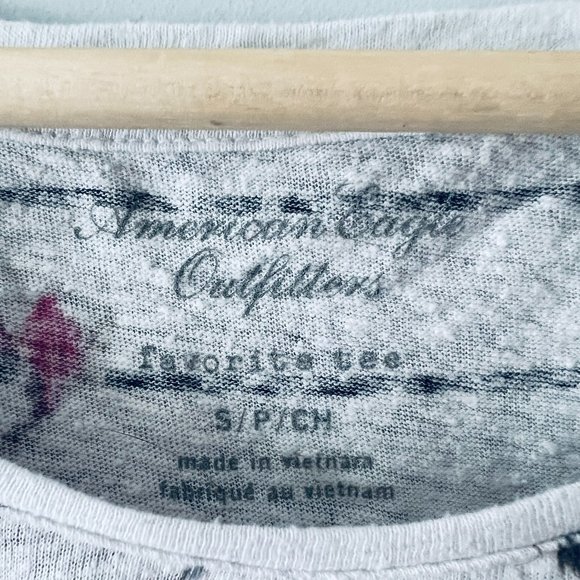 American Eagle
Outfitters
favorite tee
S/P/CH
made in vietnam
fabriqué au vietnam